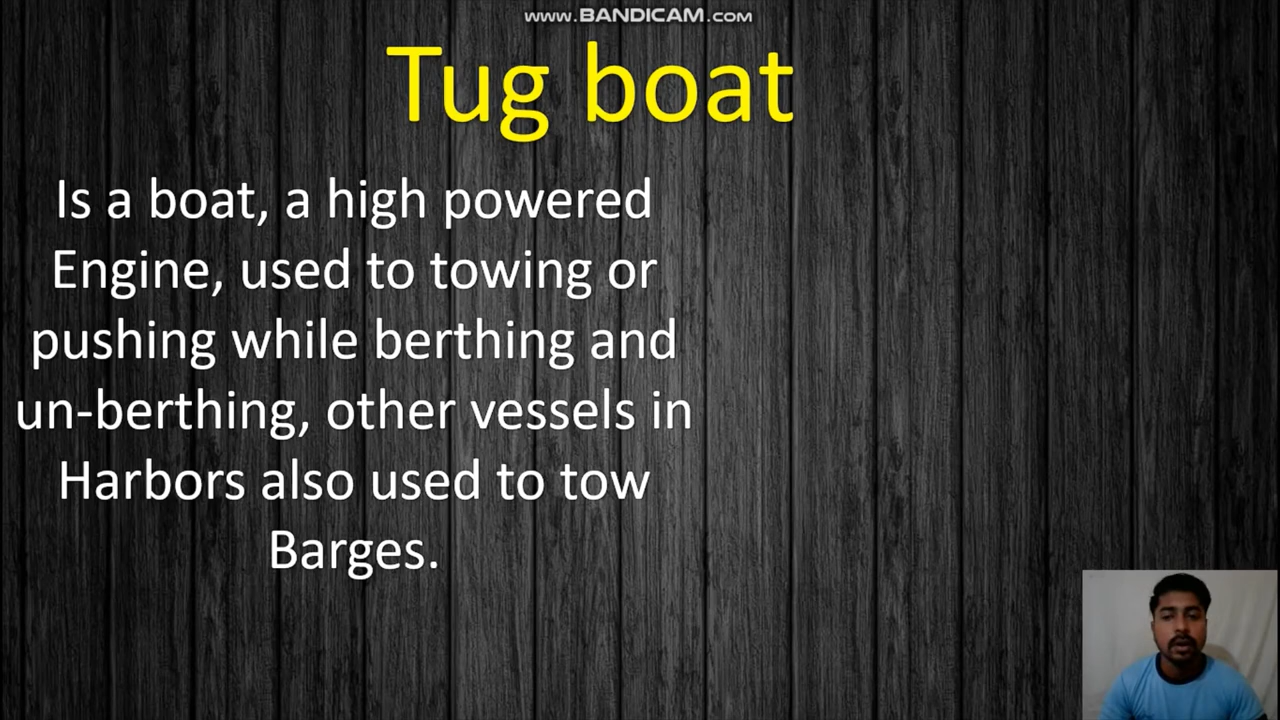 www.BANDICAM.com
Tug boat
Is a boat, a high powered
Engine, used to towing or
pushing while berthing and
un-berthing, other vessels in
Harbors also used to tow
Barges.